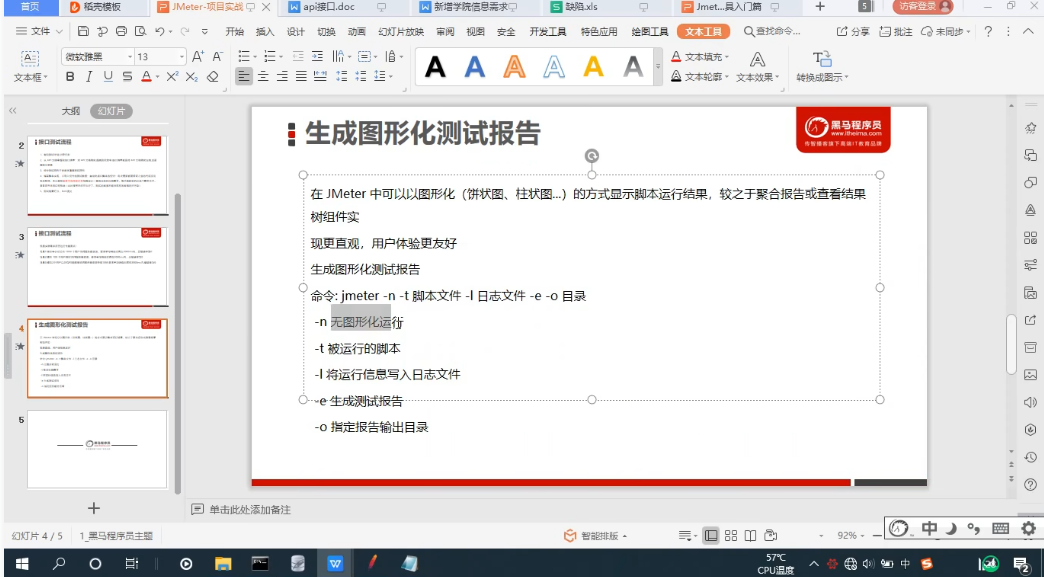 首页
稻壳模板
JMeter-项目实战
api接口.doc
新增学院信息需求
缺陷.xls
Jmet...具入门篇
5
访客登录
文件
开始
插入
设计
切换
动画
幻灯片放映
审阅
视图
安全
开发工具
特色应用
绘图工具
文本工具
查找命令...
分享
批注
未同步
文本框
微软雅黑
13
文本填充
文本轮廓
文本效果
转换成图示
大纲
幻灯片
2
接口测试流程
3
接口测试流程
4
生成图形化测试报告
5
生成图形化测试报告
黑马程序员
www.itheima.com
传智播客旗下高端IT教育品牌
在 JMeter 中可以以图形化（饼状图、柱状图...）的方式显示脚本运行结果，较之于聚合报告或查看结果
树组件实
现更直观，用户体验更友好
生成图形化测试报告
命令: jmeter -n -t 脚本文件 -l 日志文件 -e -o 目录
-n 无图形化运行
-t 被运行的脚本
-l 将运行信息写入日志文件
-e 生成测试报告
-o 指定报告输出目录
单击此处添加备注
幻灯片 4 / 5
1_黑马程序员主题
智能排版
92%
中
57℃
CPU温度
中
2